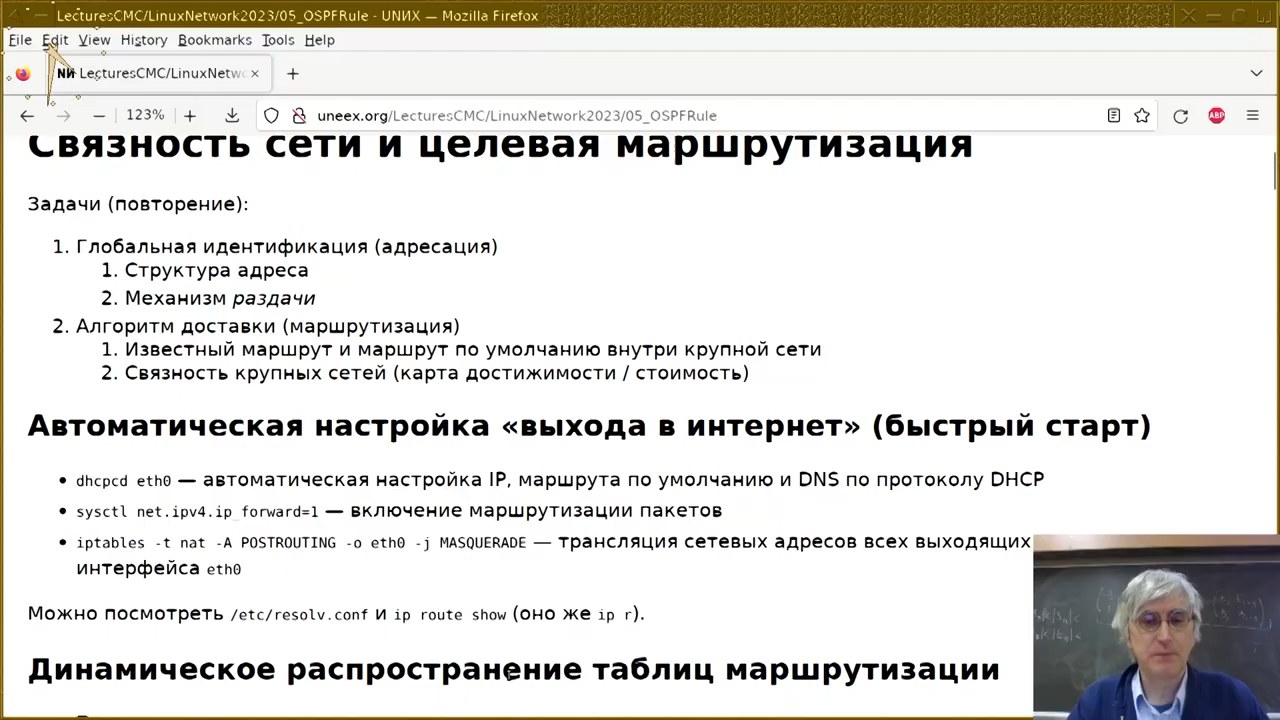 LecturesCMC/LinuxNetwork2023/05_OSPFRule - UNИX — Mozilla Firefox
File Edit View History Bookmarks Tools Help
NИ LecturesCMC/LinuxNetw
123%
uneex.org/LecturesCMC/LinuxNetwork2023/05_OSPFRule
ABP
Связность сети и целевая маршрутизация
Задачи (повторение):
1. Глобальная идентификация (адресация)
1. Структура адреса
2. Механизм раздачи
2. Алгоритм доставки (маршрутизация)
1. Известный маршрут и маршрут по умолчанию внутри крупной сети
2. Связность крупных сетей (карта достижимости / стоимость)
Автоматическая настройка «выхода в интернет» (быстрый старт)
• dhcpcd eth0 — автоматическая настройка IP, маршрута по умолчанию и DNS по протоколу DHCP
• sysctl net.ipv4.ip_forward=1 — включение маршрутизации пакетов
• iptables -t nat -A POSTROUTING -o eth0 -j MASQUERADE — трансляция сетевых адресов всех выходящих
интерфейса eth0
Можно посмотреть /etc/resolv.conf и ip route show (оно же ip r).
Динамическое распространение таблиц маршрутизации